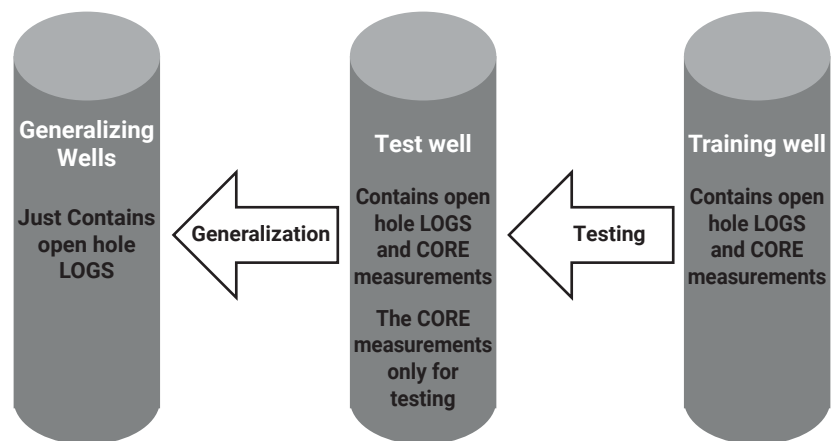 Generalizing
Wells
Just Contains
open hole
LOGS
Generalization
Test well
Contains open
hole LOGS
and CORE
measurements
The CORE
measurements
only for
testing
Testing
Training well
Contains open
hole LOGS
and CORE
measurements